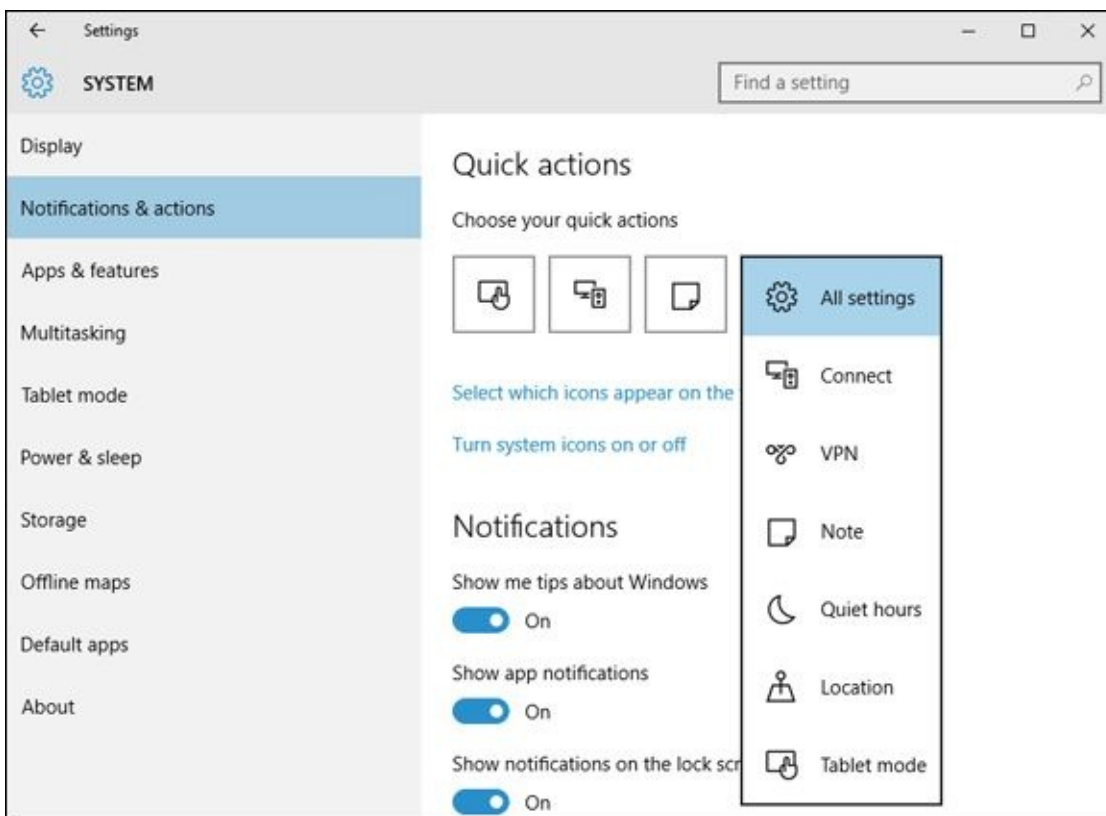 Settings
SYSTEM
Find a setting
Display
Notifications & actions
Apps & features
Multitasking
Tablet mode
Power & sleep
Storage
Offline maps
Default apps
About
Quick actions
Choose your quick actions
Select which icons appear on the
Turn system icons on or off
Notifications
Show me tips about Windows
On
Show app notifications
On
Show notifications on the lock scr
On
All settings
Connect
VPN
Note
Quiet hours
Location
Tablet mode